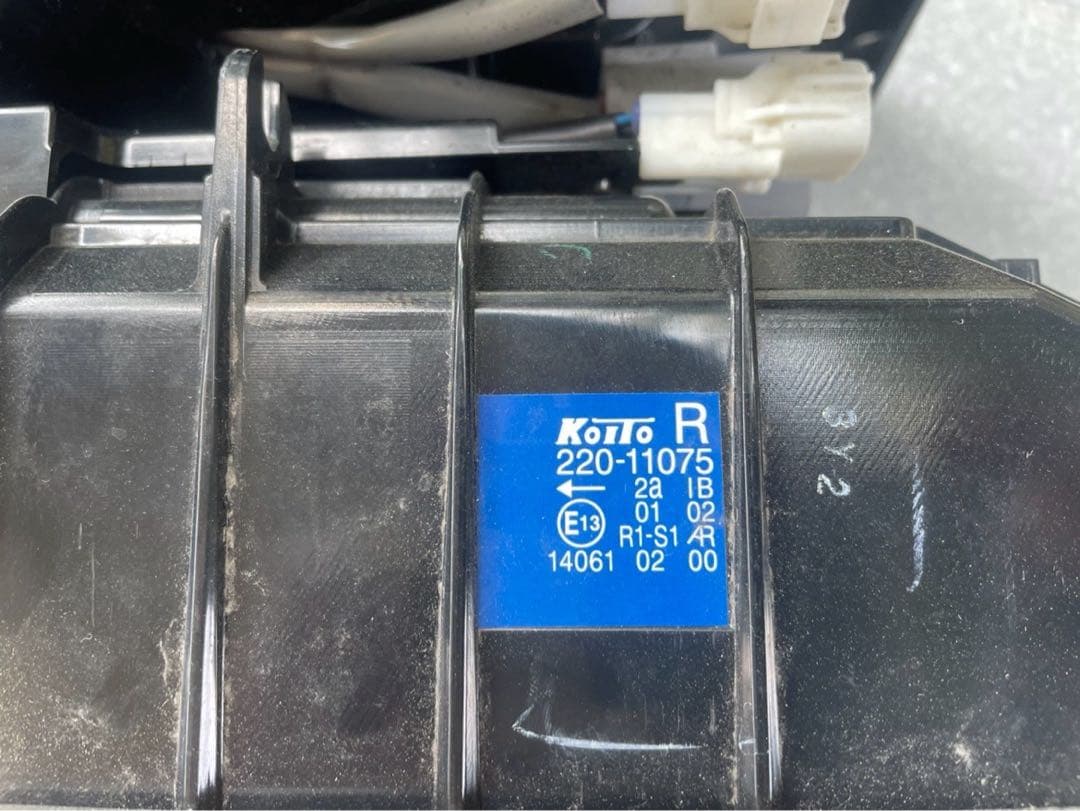 KoiTo R
220-11075
← 2a IB
01 02
E13
R1-S1 AR
14061 02 00
3Y2